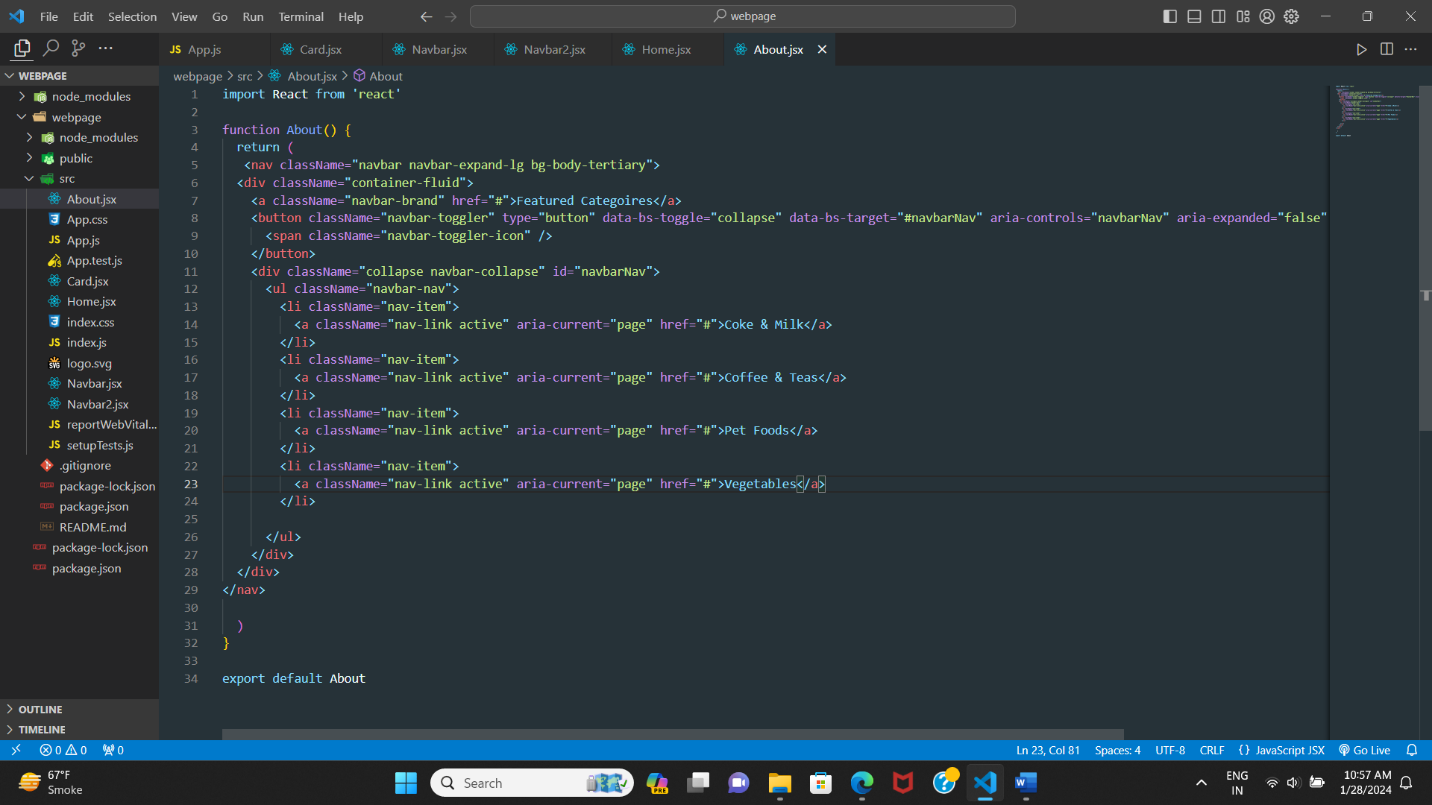 File Edit Selection View Go Run Terminal Help
webpage
JS App.js Card.jsx Navbar.jsx Navbar2.jsx Home.jsx About.jsx
WEBPAGE
node_modules
webpage
node_modules
public
src
About.jsx
App.css
JS App.js
App.test.js
Card.jsx
Home.jsx
index.css
JS index.js
logo.svg
Navbar.jsx
Navbar2.jsx
JS reportWebVital...
JS setupTests.js
.gitignore
package-lock.json
package.json
README.md
package-lock.json
package.json
OUTLINE
TIMELINE
webpage > src > About.jsx > About
1 import React from 'react'
2
3 function About() {
4 return (
5 <nav className="navbar navbar-expand-lg bg-body-tertiary">
6 <div className="container-fluid">
7 <a className="navbar-brand" href="#">Featured Categoires</a>
8 <button className="navbar-toggler" type="button" data-bs-toggle="collapse" data-bs-target="#navbarNav" aria-controls="navbarNav" aria-expanded="false"
9 <span className="navbar-toggler-icon" />
10 </button>
11 <div className="collapse navbar-collapse" id="navbarNav">
12 <ul className="navbar-nav">
13 <li className="nav-item">
14 <a className="nav-link active" aria-current="page" href="#">Coke & Milk</a>
15 </li>
16 <li className="nav-item">
17 <a className="nav-link active" aria-current="page" href="#">Coffee & Teas</a>
18 </li>
19 <li className="nav-item">
20 <a className="nav-link active" aria-current="page" href="#">Pet Foods</a>
21 </li>
22 <li className="nav-item">
23 <a className="nav-link active" aria-current="page" href="#">Vegetables</a>
24 </li>
25
26 </ul>
27 </div>
28 </div>
29 </nav>
30
31 )
32 }
33
34 export default About
0 0 0
Ln 23, Col 81 Spaces: 4 UTF-8 CRLF {} JavaScript JSX Go Live
67°F
Smoke
Search
PRE
ENG
IN
10:57 AM
1/28/2024